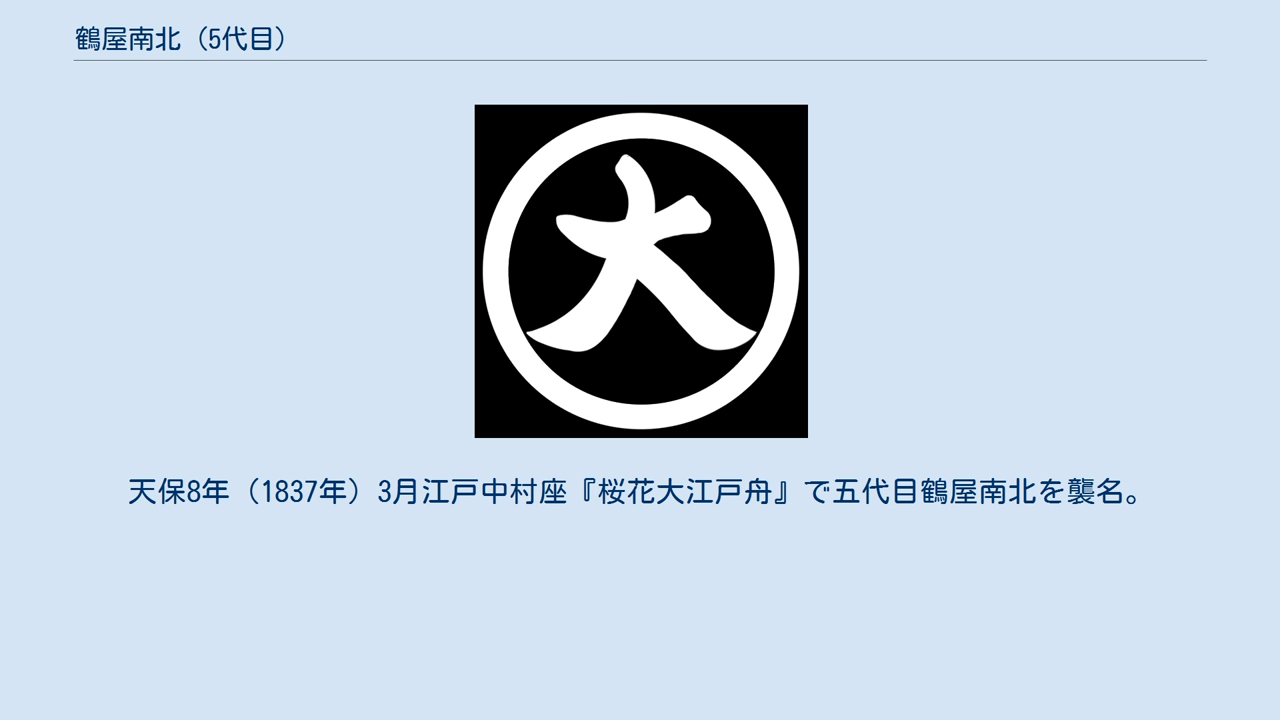 鶴屋南北（5代目）
大
天保8年（1837年）3月江戸中村座『桜花大江戸舟』で五代目鶴屋南北を襲名。